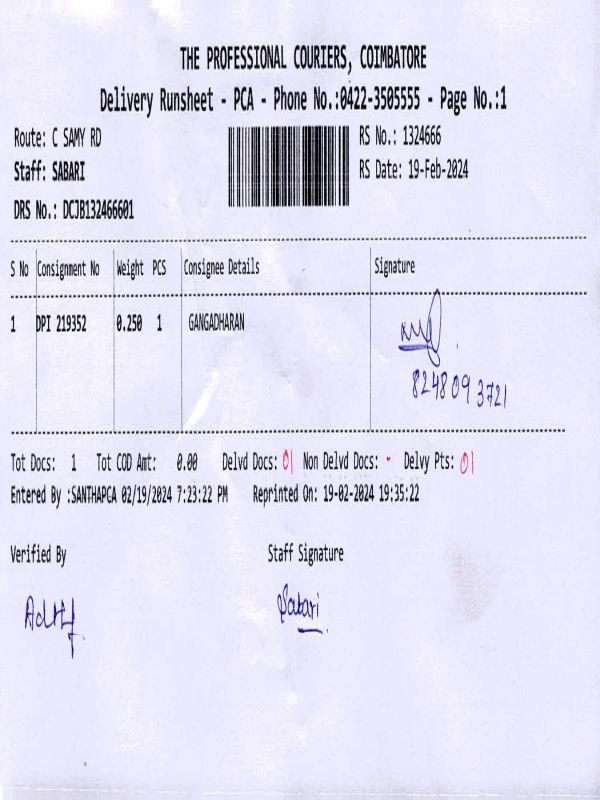 THE PROFESSIONAL COURIERS, COIMBATORE
Delivery Runsheet - PCA - Phone No.:0422-3505555 - Page No.:1
Route: C SAMY RD
RS No.: 1324666
Staff: SABARI
RS Date: 19-Feb-2024
DRS No.: DCJB132466601
S No Consignment No Weight PCS Consignee Details Signature
1 DPI 219352 0.250 1 GANGADHARAN
8248093721
Tot Docs: 1 Tot COD Amt: 0.00 Delvd Docs: 01 Non Delvd Docs: - Delvy Pts: 01
Entered By :SANTHAPCA 02/19/2024 7:23:22 PM Reprinted On: 19-02-2024 19:35:22
Verified By Staff Signature
Sabari